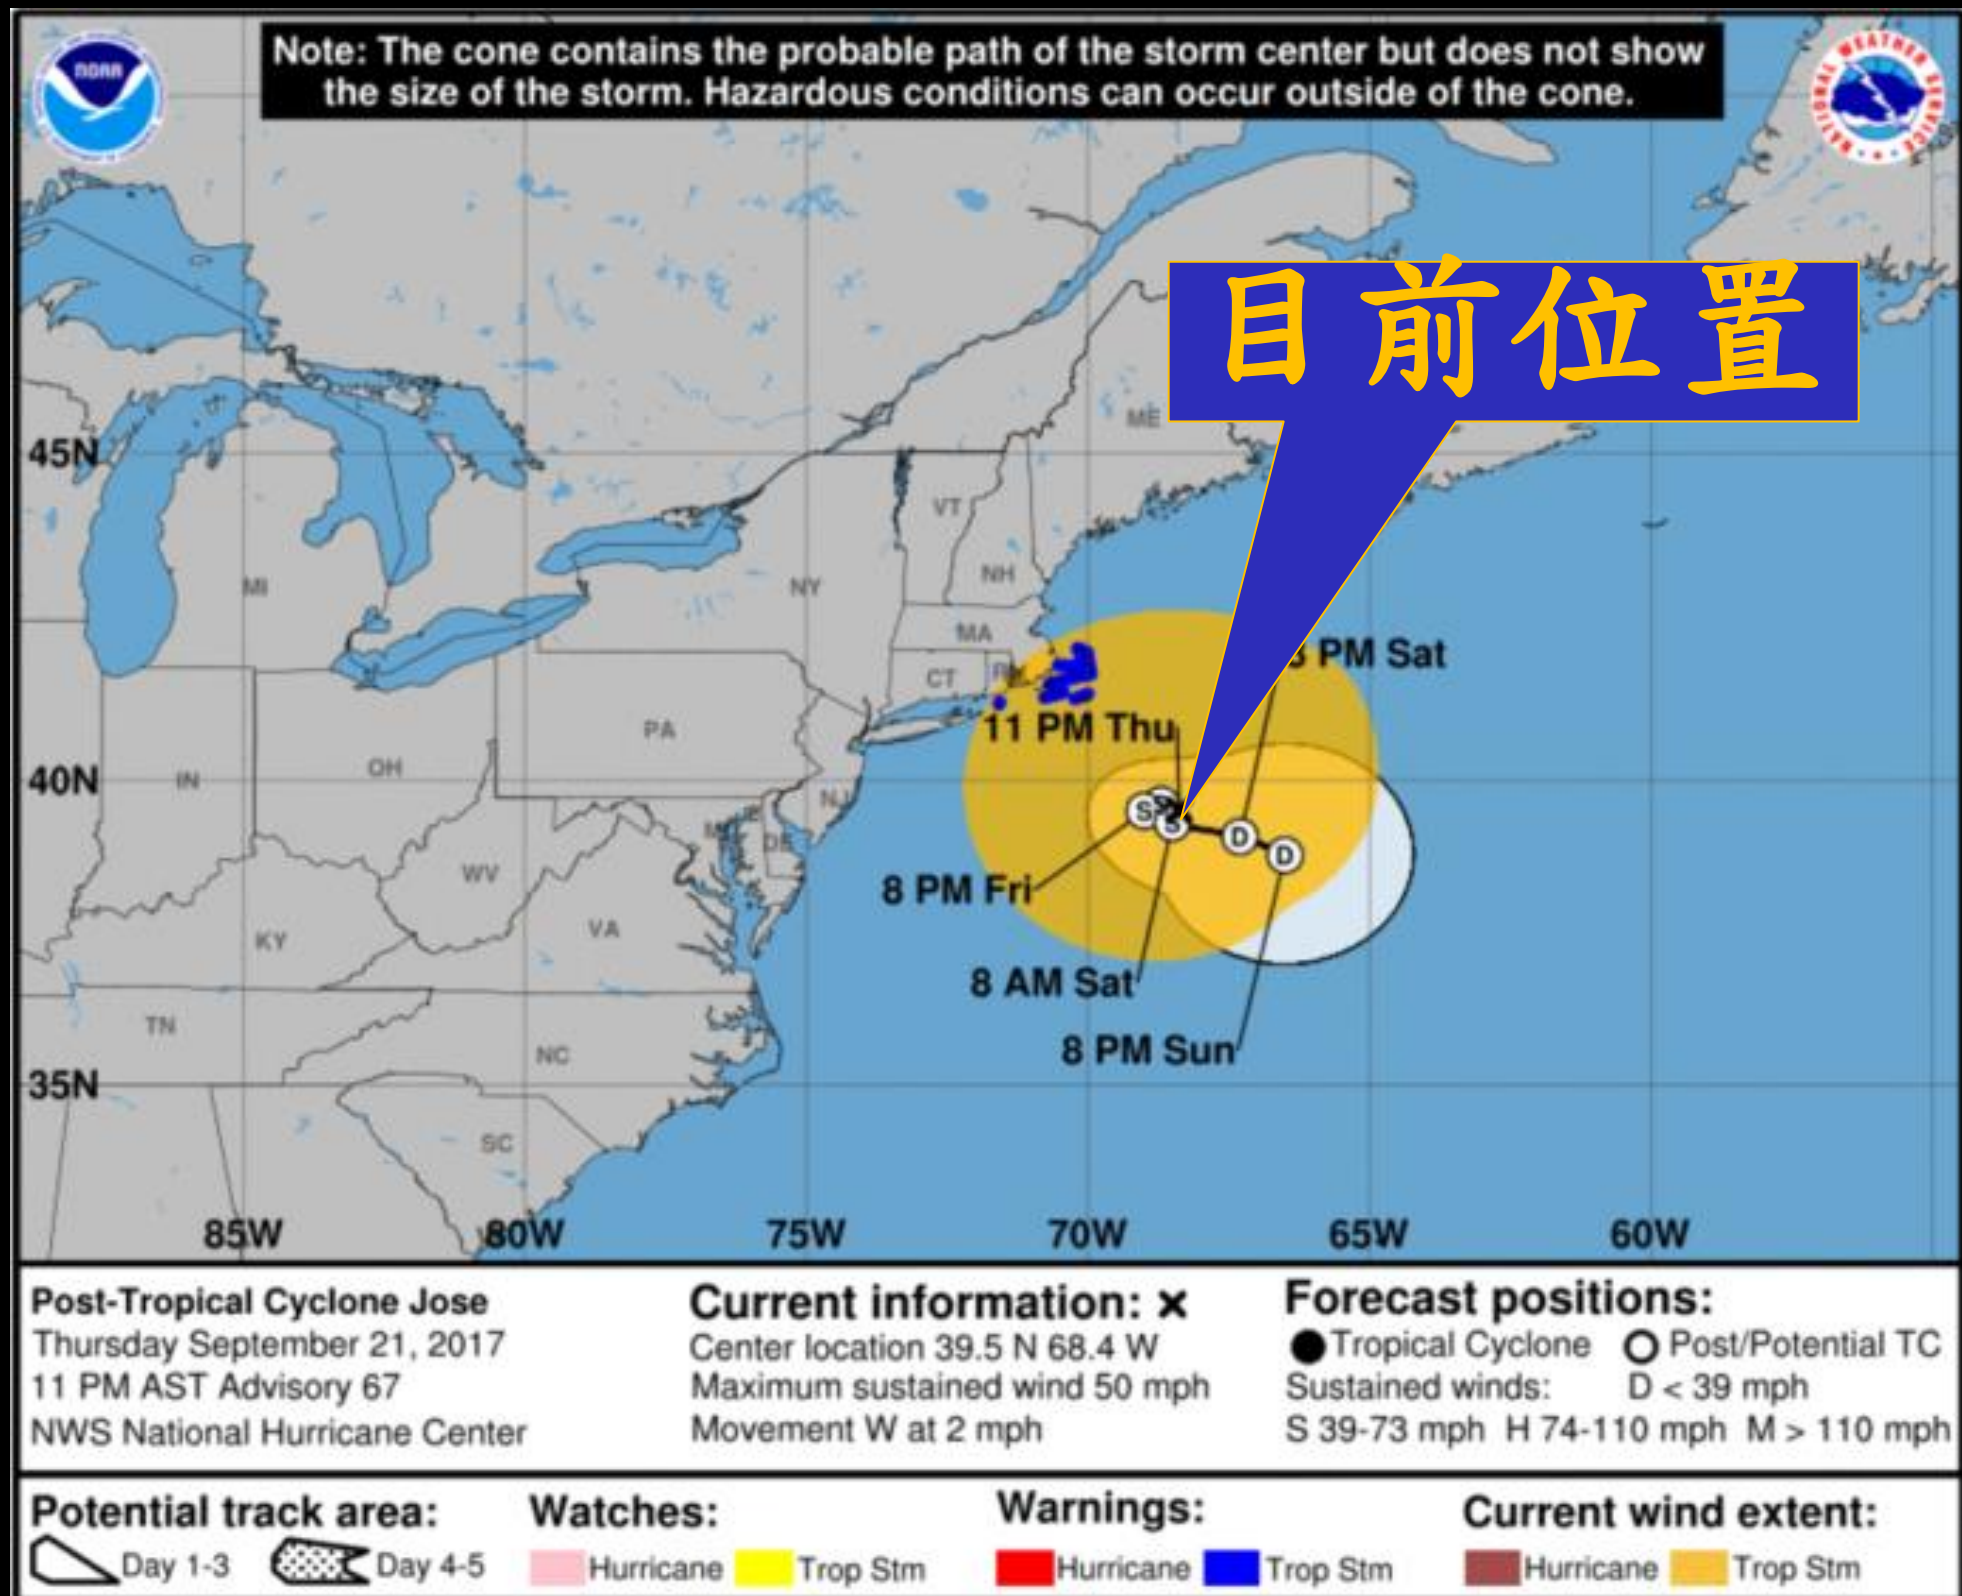 Note: The cone contains the probable path of the storm center but does not show
the size of the storm. Hazardous conditions can occur outside of the cone.
NOAA
NATIONAL WEATHER SERVICE
目前位置
ME
45N
VT
NH
MI
NY
MA
CT
PM Sat
11 PM Thu
PA
40N
IN
OH
NJ
S
S
D
D
DE
WV
8 PM Fri
KY
VA
8 AM Sat
TN
NC
8 PM Sun
35N
SC
85W 80W 75W 70W 65W 60W
Post-Tropical Cyclone Jose
Thursday September 21, 2017
11 PM AST Advisory 67
NWS National Hurricane Center
Current information: x
Center location 39.5 N 68.4 W
Maximum sustained wind 50 mph
Movement W at 2 mph
Forecast positions:
Tropical Cyclone Post/Potential TC
Sustained winds: D < 39 mph
S 39-73 mph H 74-110 mph M > 110 mph
Potential track area:
Day 1-3 Day 4-5
Watches:
Hurricane Trop Stm
Warnings:
Hurricane Trop Stm
Current wind extent:
Hurricane Trop Stm